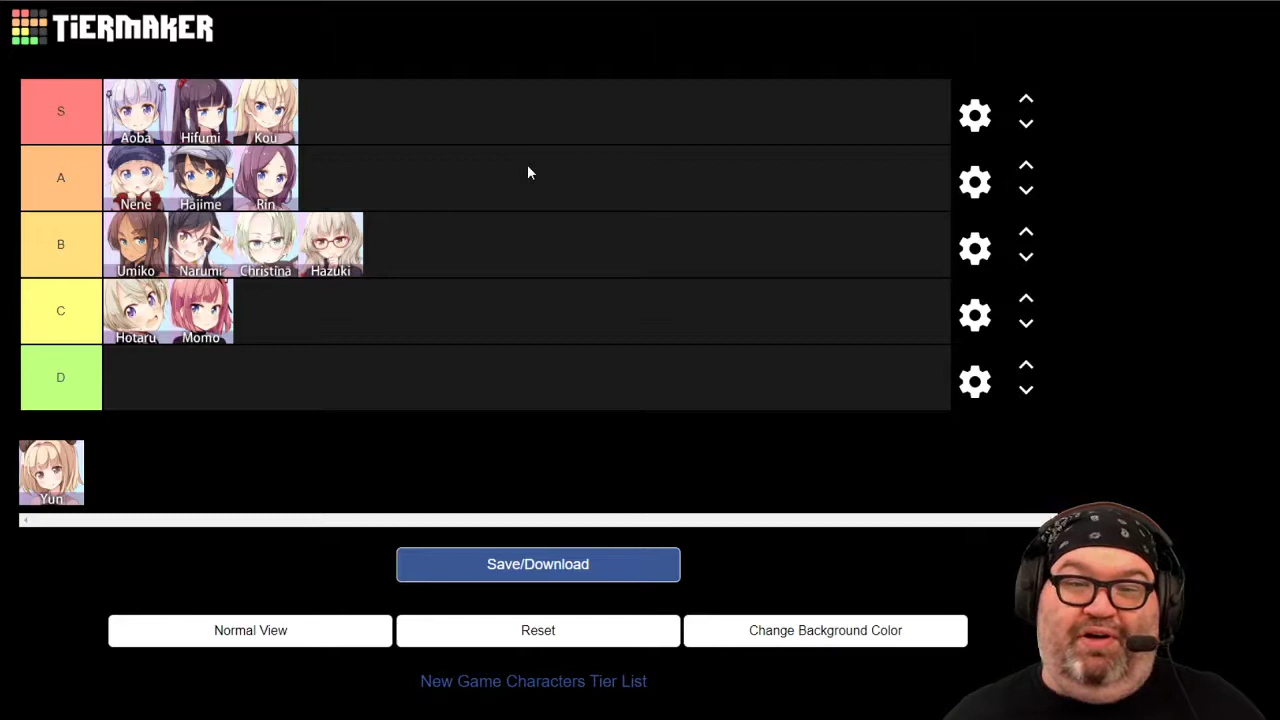 TiERMAKER
S
Aoba Hifumi Kou
A
Nene Hajime Rin
B
Umiko Narumi Christina Hazuki
C
Hotaru Momo
D
Yun
Save/Download
Normal View Reset Change Background Color
New Game Characters Tier List